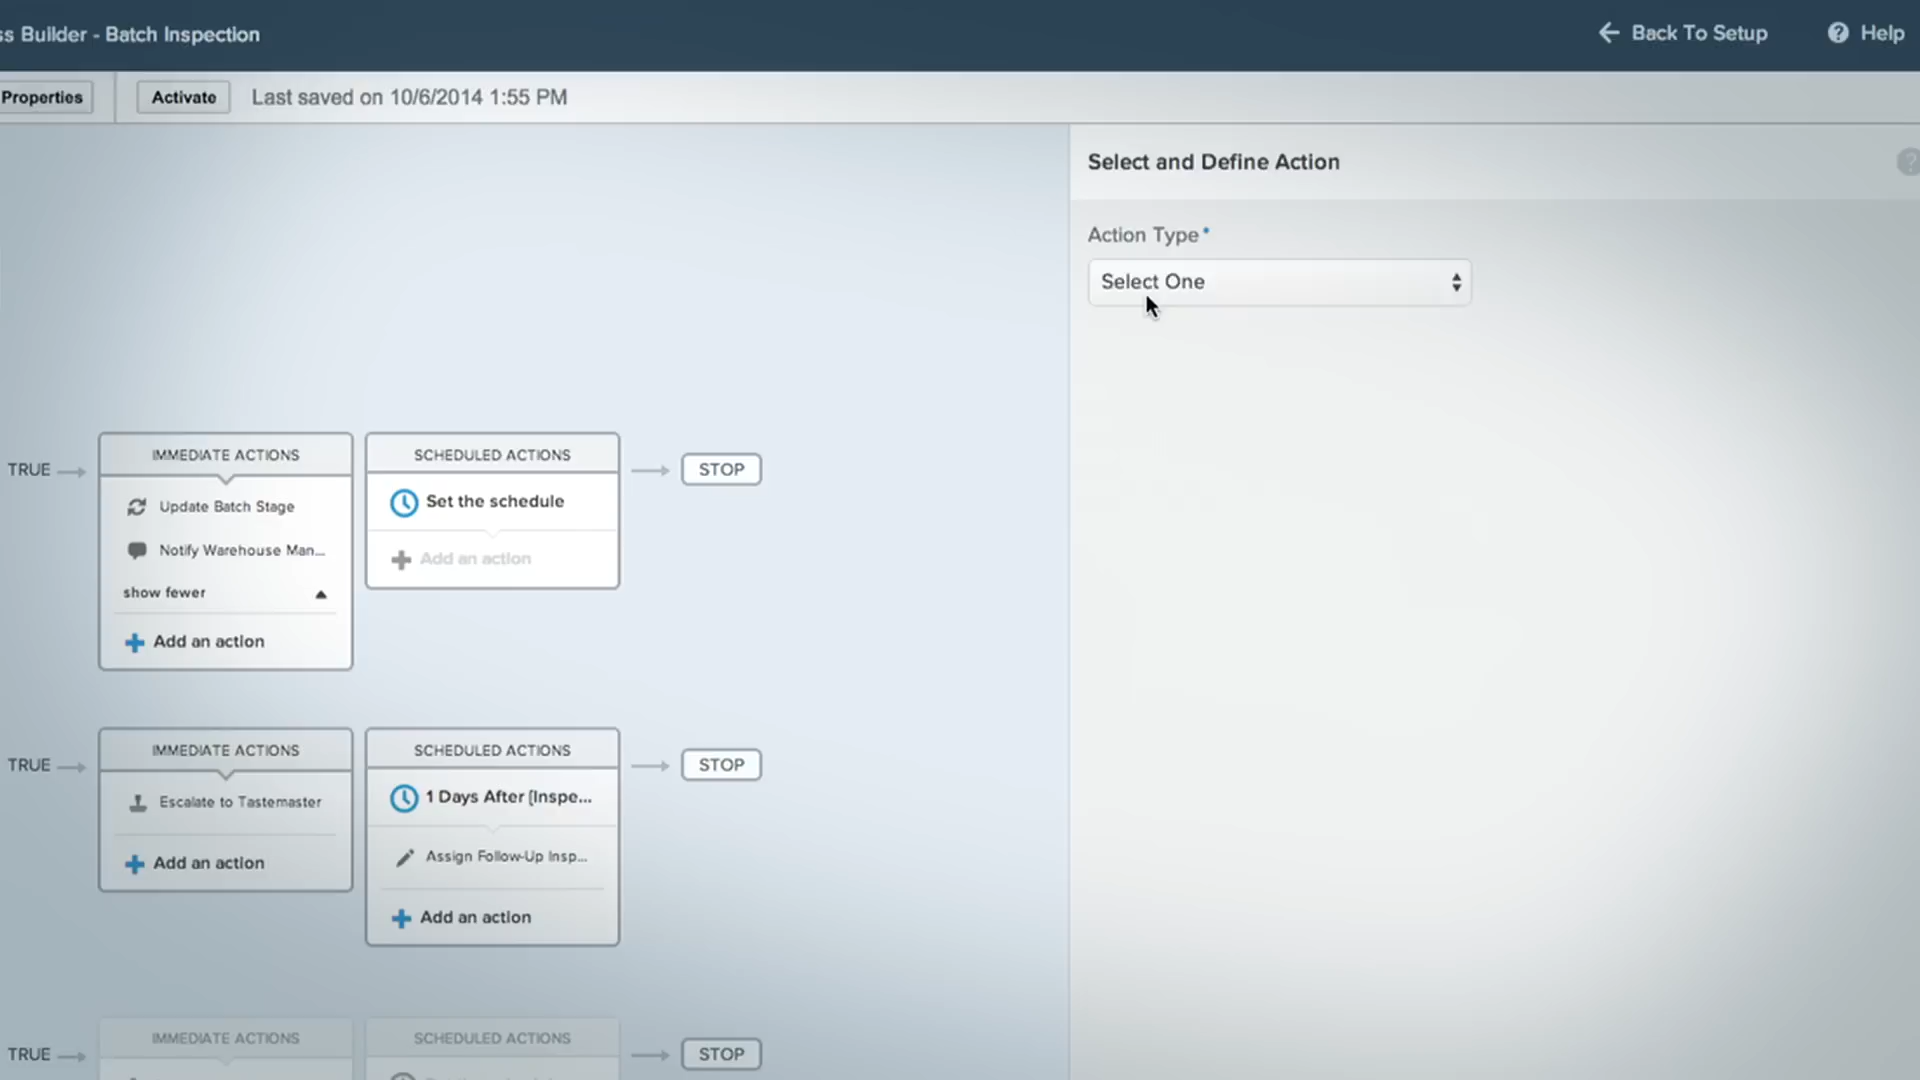 ss Builder - Batch Inspection
Back To Setup
Help
Properties
Activate
Last saved on 10/6/2014 1:55 PM
Select and Define Action
?
Action Type*
Select One
TRUE
IMMEDIATE ACTIONS
Update Batch Stage
Notify Warehouse Man...
show fewer
Add an action
SCHEDULED ACTIONS
Set the schedule
Add an action
STOP
TRUE
IMMEDIATE ACTIONS
Escalate to Tastemaster
Add an action
SCHEDULED ACTIONS
1 Days After [Inspe...
Assign Follow-Up Insp...
Add an action
STOP
TRUE
IMMEDIATE ACTIONS
SCHEDULED ACTIONS
STOP